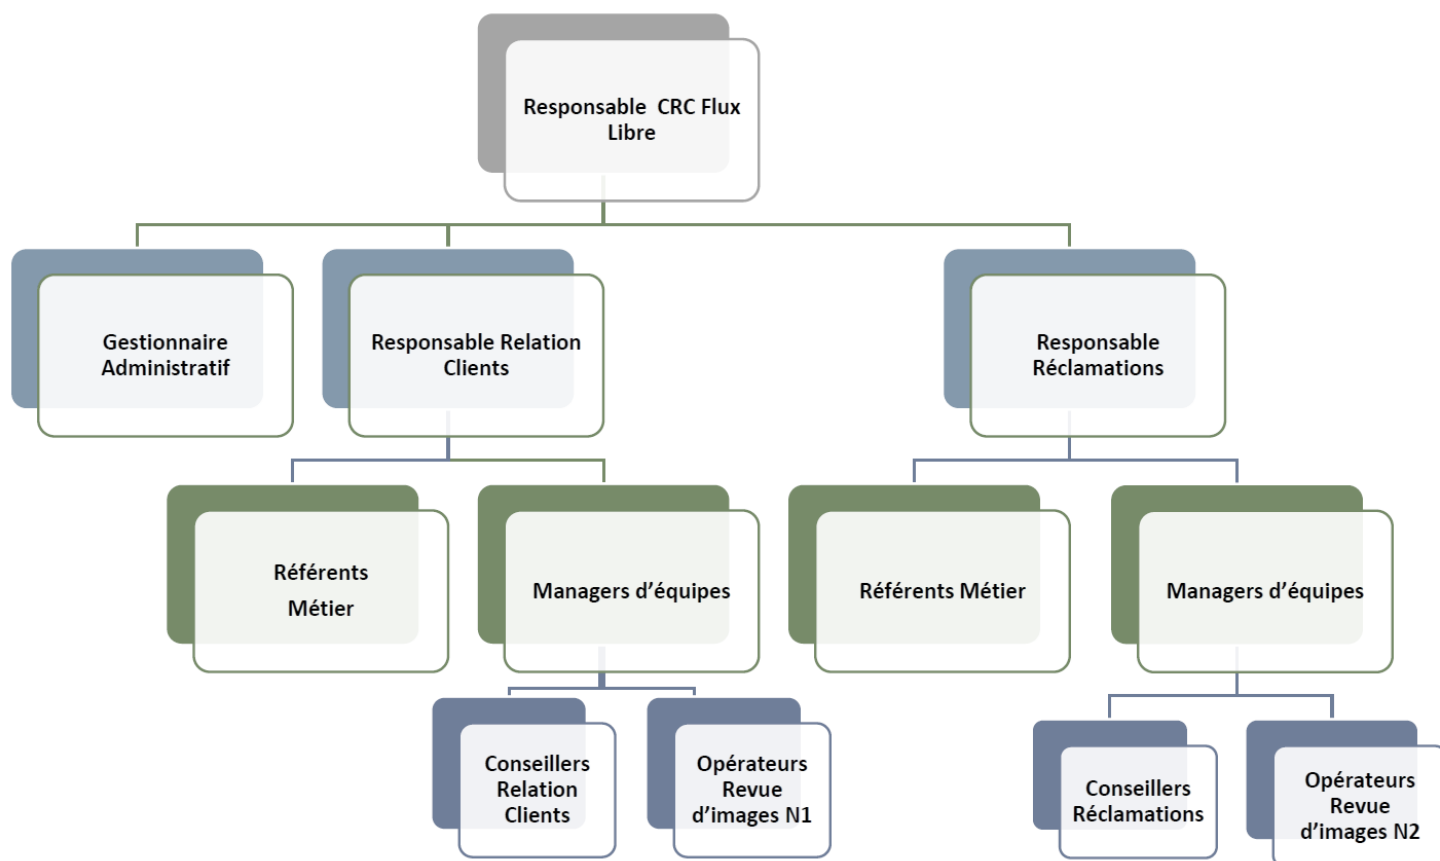 Responsable  CRC Flux
Libre
Gestionnaire
Administratif
Responsable Relation
Clients
Responsable
Réclamations
Référents
Métier
Managers d’équipes
Référents Métier
Managers d’équipes
Conseillers
Relation
Clients
Opérateurs
Revue
d’images N1
Conseillers
Réclamations
Opérateurs
Revue
d’images N2